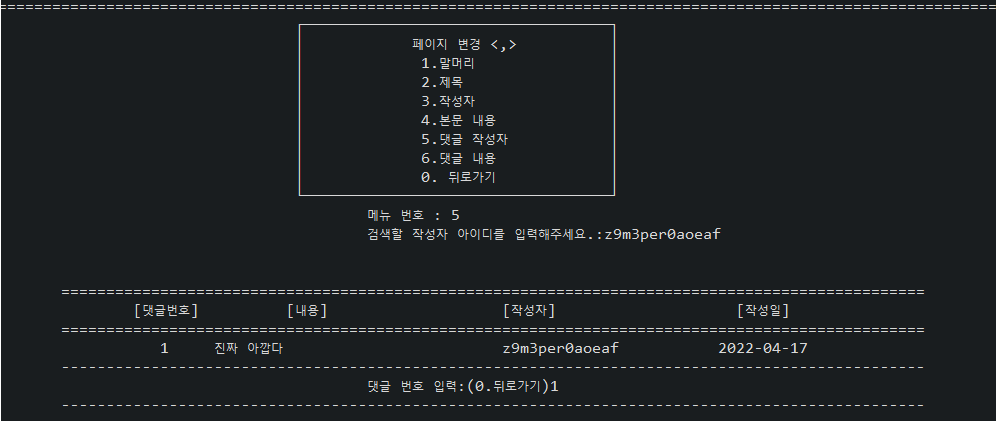 페이지 변경 <,>
1.말머리
2.제목
3.작성자
4.본문 내용
5.댓글 작성자
6.댓글 내용
0. 뒤로가기
메뉴 번호 : 5
검색할 작성자 아이디를 입력해주세요.:z9m3per0aoeaf
[댓글번호] [내용] [작성자] [작성일]
1 진짜 아깝다 z9m3per0aoeaf 2022-04-17
댓글 번호 입력:(0.뒤로가기)1